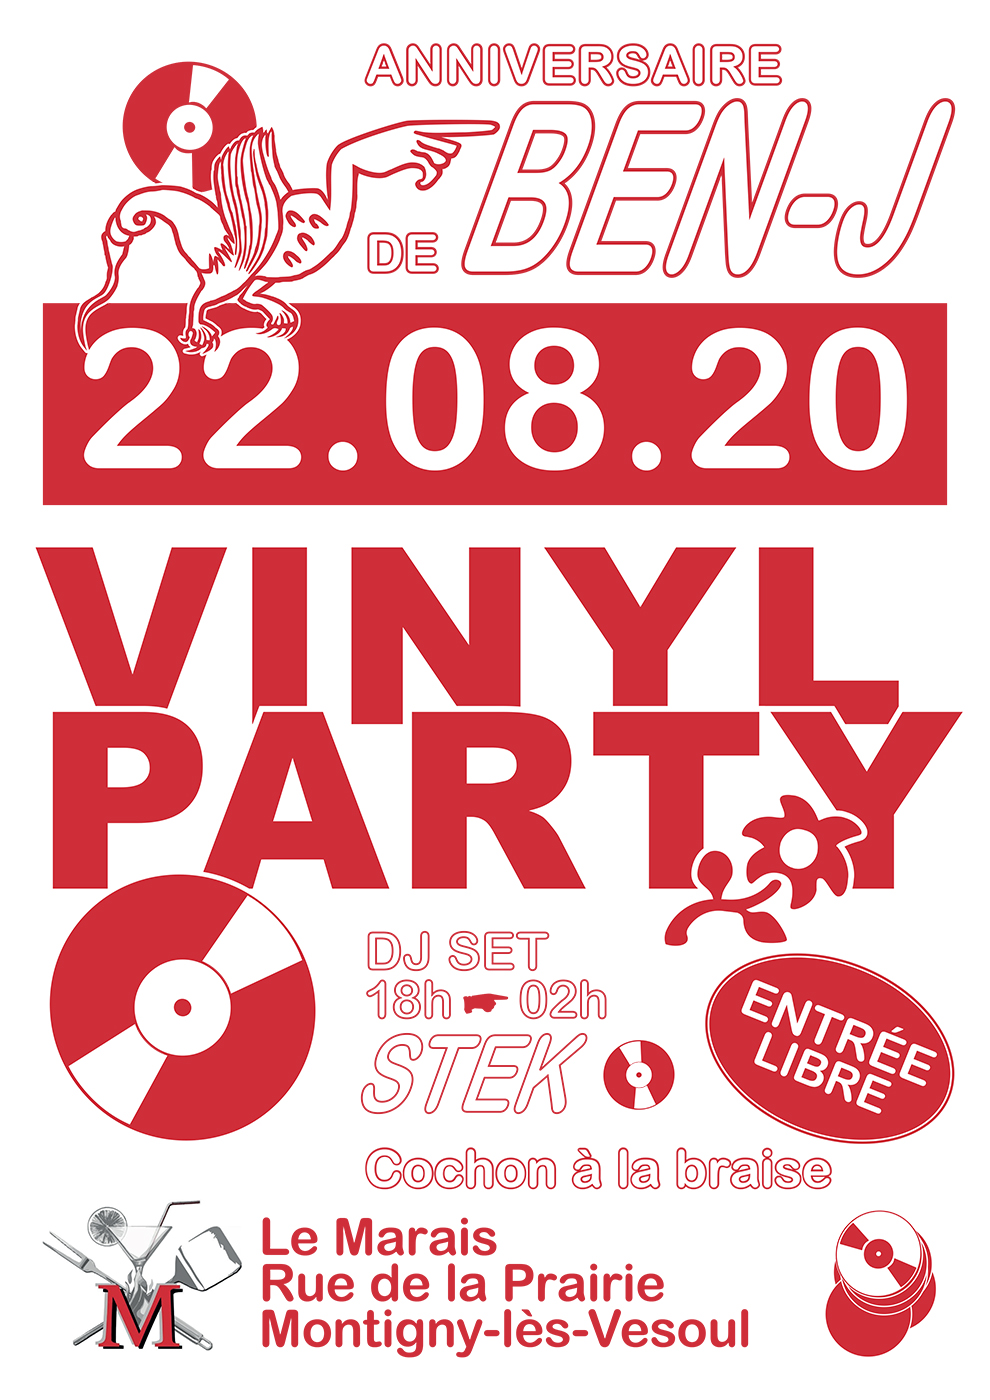 ANNIVERSAIRE
DE BEN-J
22.08.20
VINYL
PARTY
DJ SET
18h 02h
STEK
ENTRÉE
LIBRE
Cochon à la braise
M
Le Marais
Rue de la Prairie
Montigny-lès-Vesoul